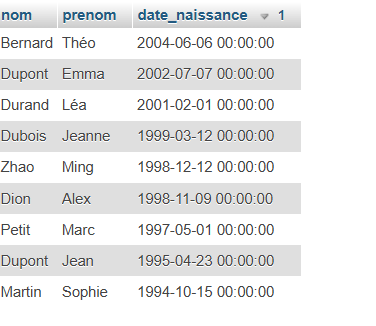 nom prenom date_naissance 1
Bernard Théo 2004-06-06 00:00:00
Dupont Emma 2002-07-07 00:00:00
Durand Léa 2001-02-01 00:00:00
Dubois Jeanne 1999-03-12 00:00:00
Zhao Ming 1998-12-12 00:00:00
Dion Alex 1998-11-09 00:00:00
Petit Marc 1997-05-01 00:00:00
Dupont Jean 1995-04-23 00:00:00
Martin Sophie 1994-10-15 00:00:00